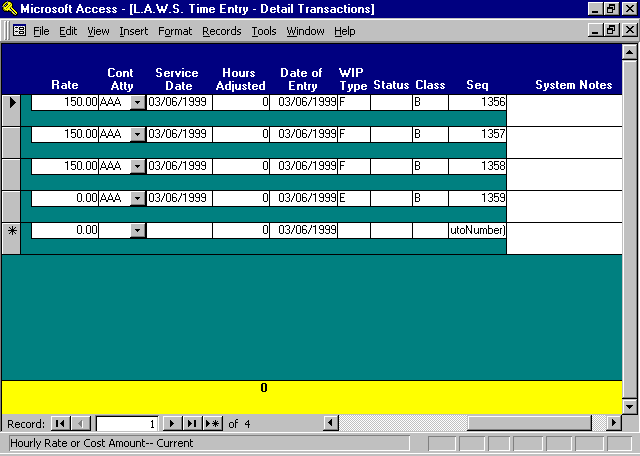 Microsoft Access - [L.A.W.S. Time Entry - Detail Transactions]
File Edit View Insert Format Records Tools Window Help
Rate Cont Atty Service Date Hours Adjusted Date of Entry WIP Type Status Class Seq System Notes
150.00 AAA 03/06/1999 0 03/06/1999 F B 1356
150.00 AAA 03/06/1999 0 03/06/1999 F B 1357
150.00 AAA 03/06/1999 0 03/06/1999 F B 1358
0.00 AAA 03/06/1999 0 03/06/1999 E B 1359
0.00 0 03/06/1999 utoNumber)
0
Record: 1 of 4
Hourly Rate or Cost Amount-- Current